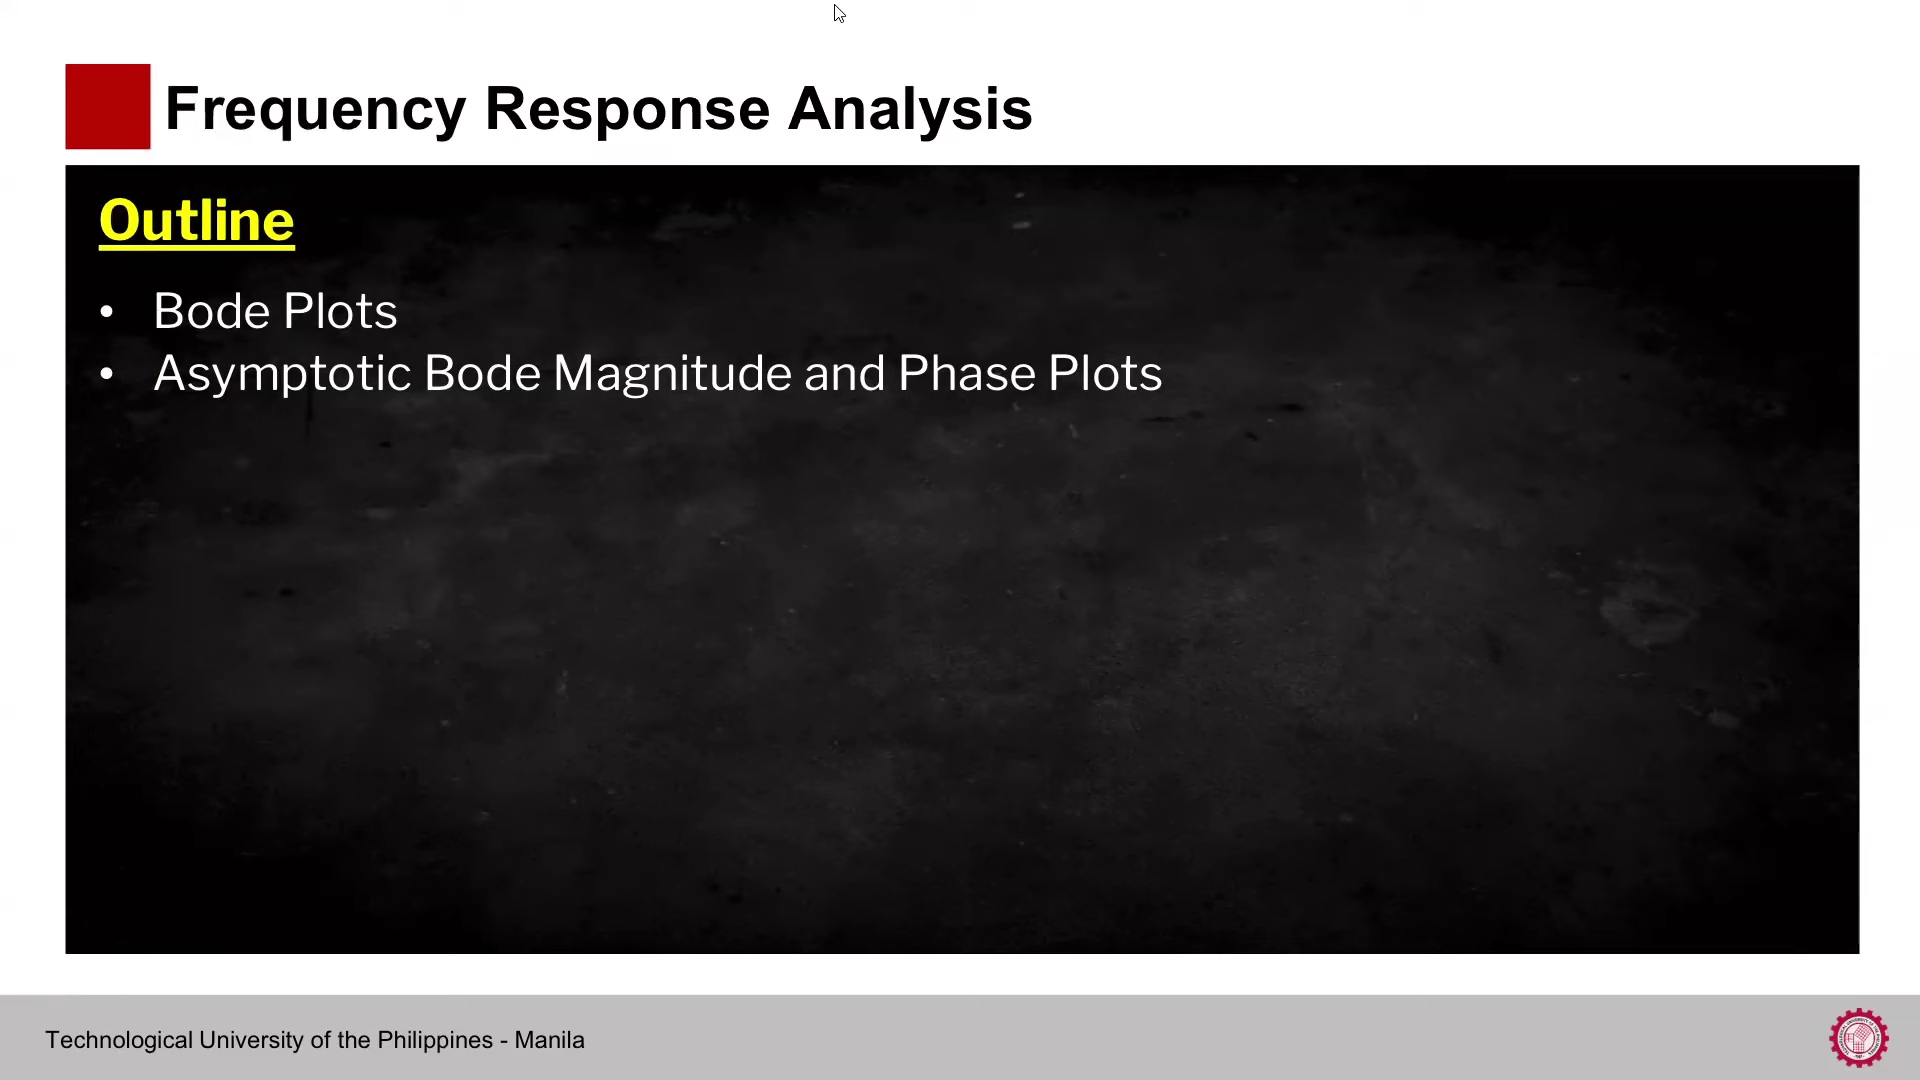 Frequency Response Analysis
Outline
• Bode Plots
• Asymptotic Bode Magnitude and Phase Plots
Technological University of the Philippines - Manila